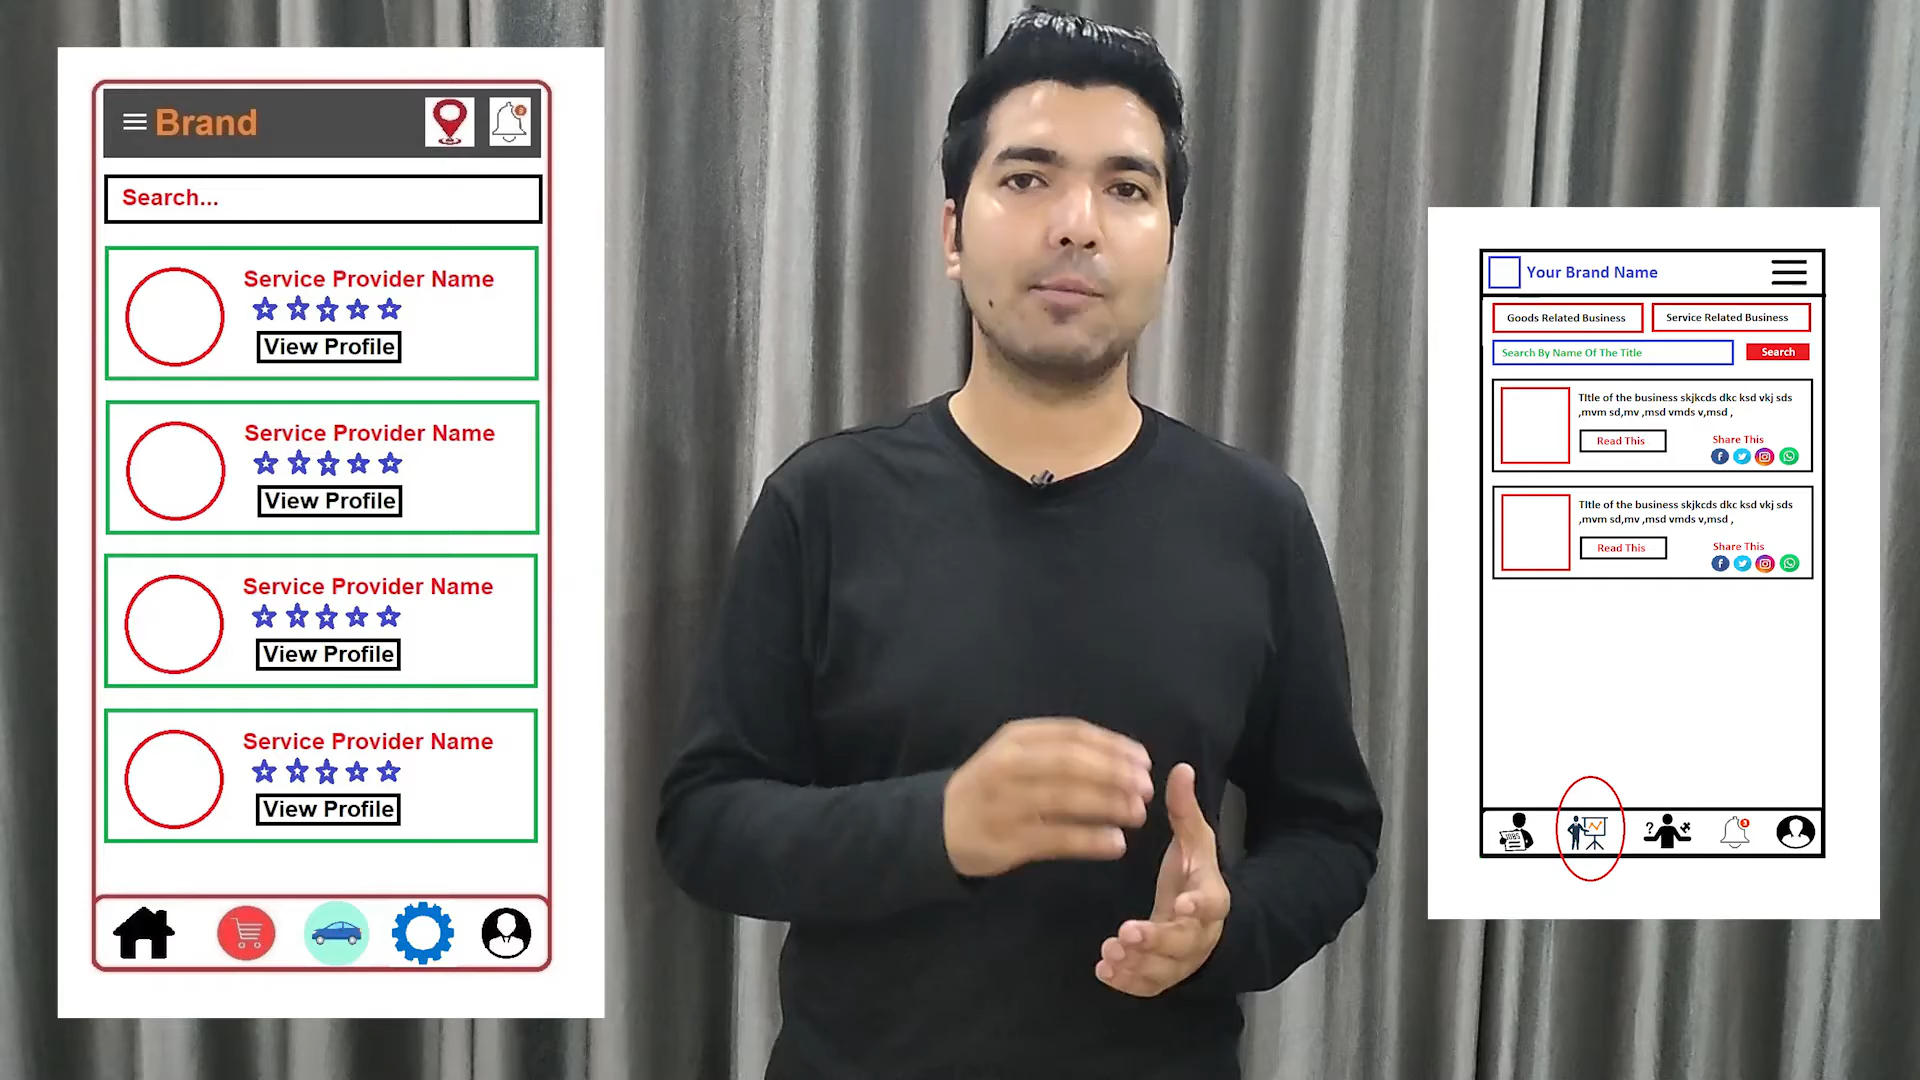 Brand
Search...
Service Provider Name
View Profile
Service Provider Name
View Profile
Service Provider Name
View Profile
Service Provider Name
View Profile
Your Brand Name
Goods Related Business
Service Related Business
Search By Name Of The Title
Search
TItle of the business skjkcds dkc ksd vkj sds
,mvm sd,mv ,msd vmds v,msd ,
Read This
Share This
TItle of the business skjkcds dkc ksd vkj sds
,mvm sd,mv ,msd vmds v,msd ,
Read This
Share This
JOBS
?
3